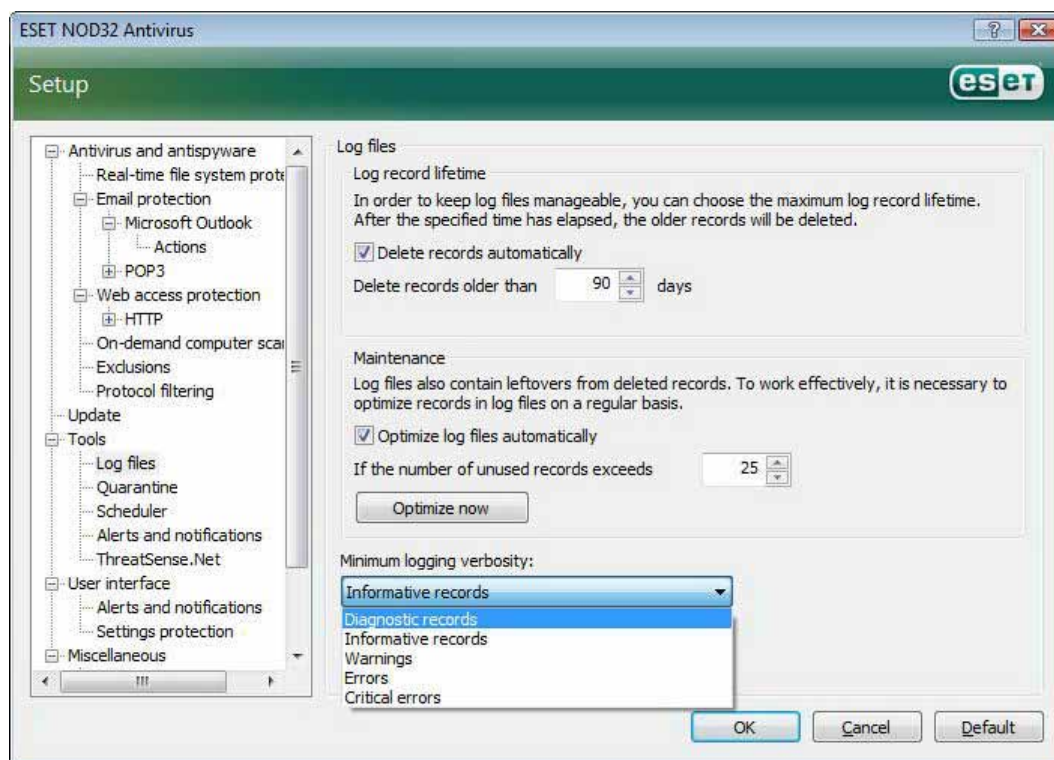 ESET NOD32 Antivirus
Setup
eset
Antivirus and antispyware
Real-time file system prote
Email protection
Microsoft Outlook
Actions
POP3
Web access protection
HTTP
On-demand computer scan
Exclusions
Protocol filtering
Update
Tools
Log files
Quarantine
Scheduler
Alerts and notifications
ThreatSense.Net
User interface
Alerts and notifications
Settings protection
Miscellaneous
Log files
Log record lifetime
In order to keep log files manageable, you can choose the maximum log record lifetime.
After the specified time has elapsed, the older records will be deleted.
Delete records automatically
Delete records older than 90 days
Maintenance
Log files also contain leftovers from deleted records. To work effectively, it is necessary to
optimize records in log files on a regular basis.
Optimize log files automatically
If the number of unused records exceeds 25
Optimize now
Minimum logging verbosity:
Informative records
Diagnostic records
Informative records
Warnings
Errors
Critical errors
OK Cancel Default